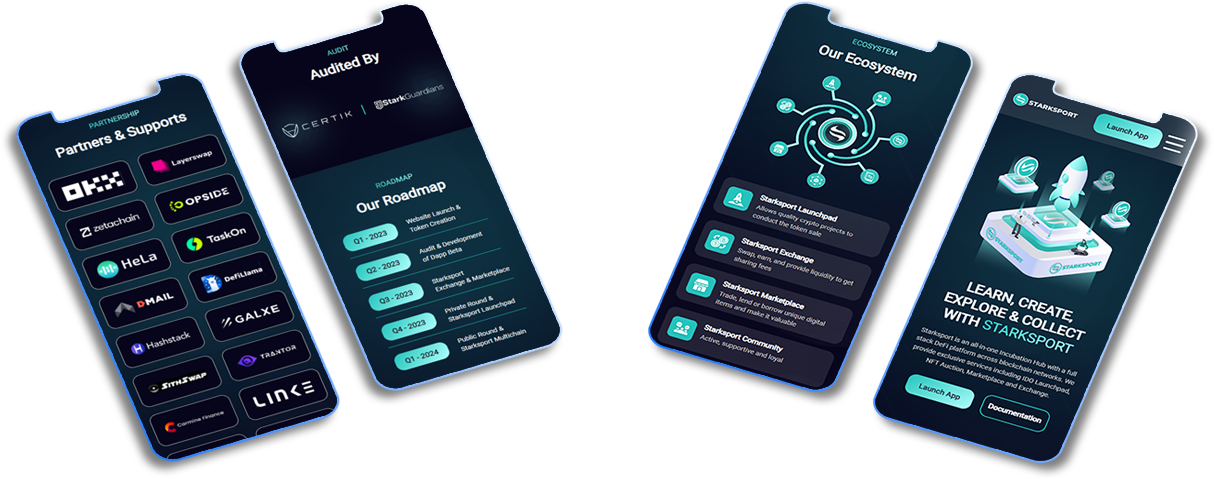 PARTNERSHIP
Partners & Supports
OKX
Layerswap
zetachain
OPSIDE
HeLa
TaskOn
DMAIL
DefiLlama
Hashstack
GALXE
SITHSWAP
TRAITOR
Carmine Finance
LINK3
AUDIT
Audited By
CERTIK
StarkGuardians
ROADMAP
Our Roadmap
Q1 - 2023
Website Launch &
Token Creation
Q2 - 2023
Audit & Development
of Dapp Beta
Q3 - 2023
Starksport
Exchange & Marketplace
Q4 - 2023
Private Round &
Starksport Launchpad
Q1 - 2024
Public Round &
Starksport Multichain
ECOSYSTEM
Our Ecosystem
Starksport Launchpad
Allows quality crypto projects to
conduct the token sale
Starksport Exchange
Swap, earn, and provide liquidity to get
sharing fees
Starksport Marketplace
Trade, lend or borrow unique digital
items and make it valuable
Starksport Community
Active, supportive and loyal
STARKSPORT
Launch App
STARKSPORT
STARKSPORT
LEARN, CREATE,
EXPLORE & COLLECT
WITH STARKSPORT
Starksport is an all-in-one Incubation Hub with a full
stack DeFi platform across blockchain networks. We
provide exclusive services including IDO Launchpad,
NFT Auction, Marketplace and Exchange.
Launch App
Documentation